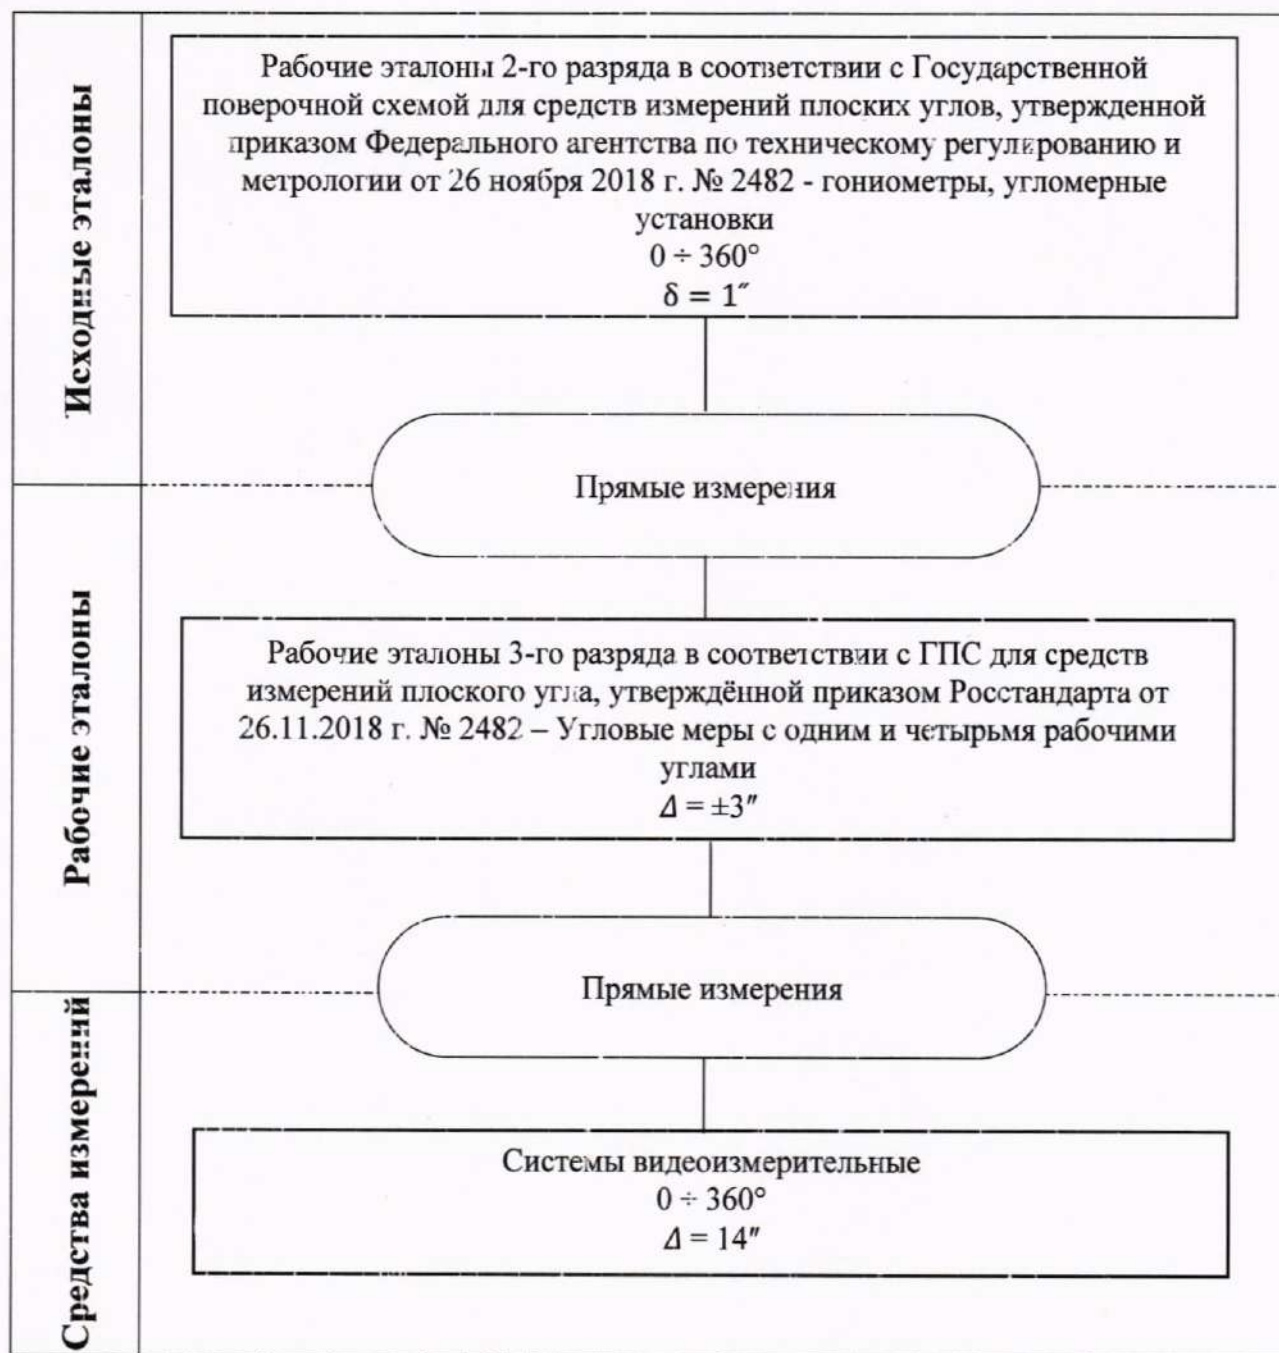 Исходные эталоны
Рабочие эталоны 2-го разряда в соответствии с Государственной
поверочной схемой для средств измерений плоских углов, утвержденной
приказом Федерального агентства по техническому регулированию и
метрологии от 26 ноября 2018 г. № 2482 - гониометры, угломерные
установки
0 ÷ 360°
δ = 1″
Прямые измерения
Рабочие эталоны
Рабочие эталоны 3-го разряда в соответствии с ГПС для средств
измерений плоского угла, утверждённой приказом Росстандарта от
26.11.2018 г. № 2482 – Угловые меры с одним и четырьмя рабочими
углами
Δ = ±3″
Прямые измерения
Средства измерений
Системы видеоизмерительные
0 ÷ 360°
Δ = 14″